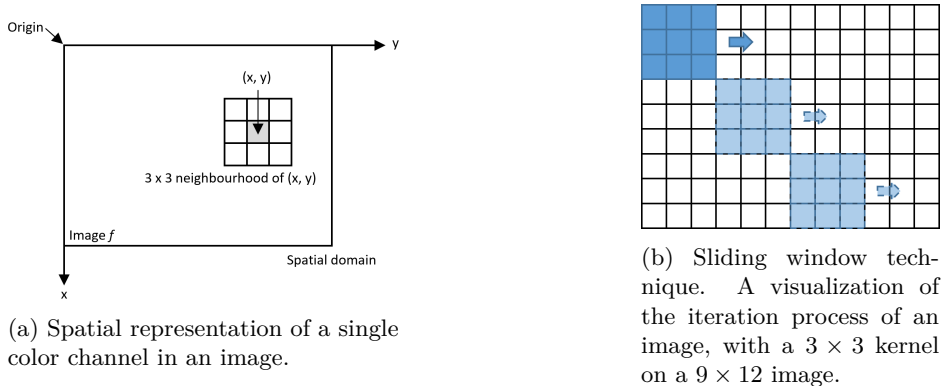 Origin
y
(x, y)
3 x 3 neighbourhood of (x, y)
Image f
Spatial domain
x
(a) Spatial representation of a single
color channel in an image.
(b) Sliding window tech-
nique. A visualization of
the iteration process of an
image, with a 3 × 3 kernel
on a 9 × 12 image.